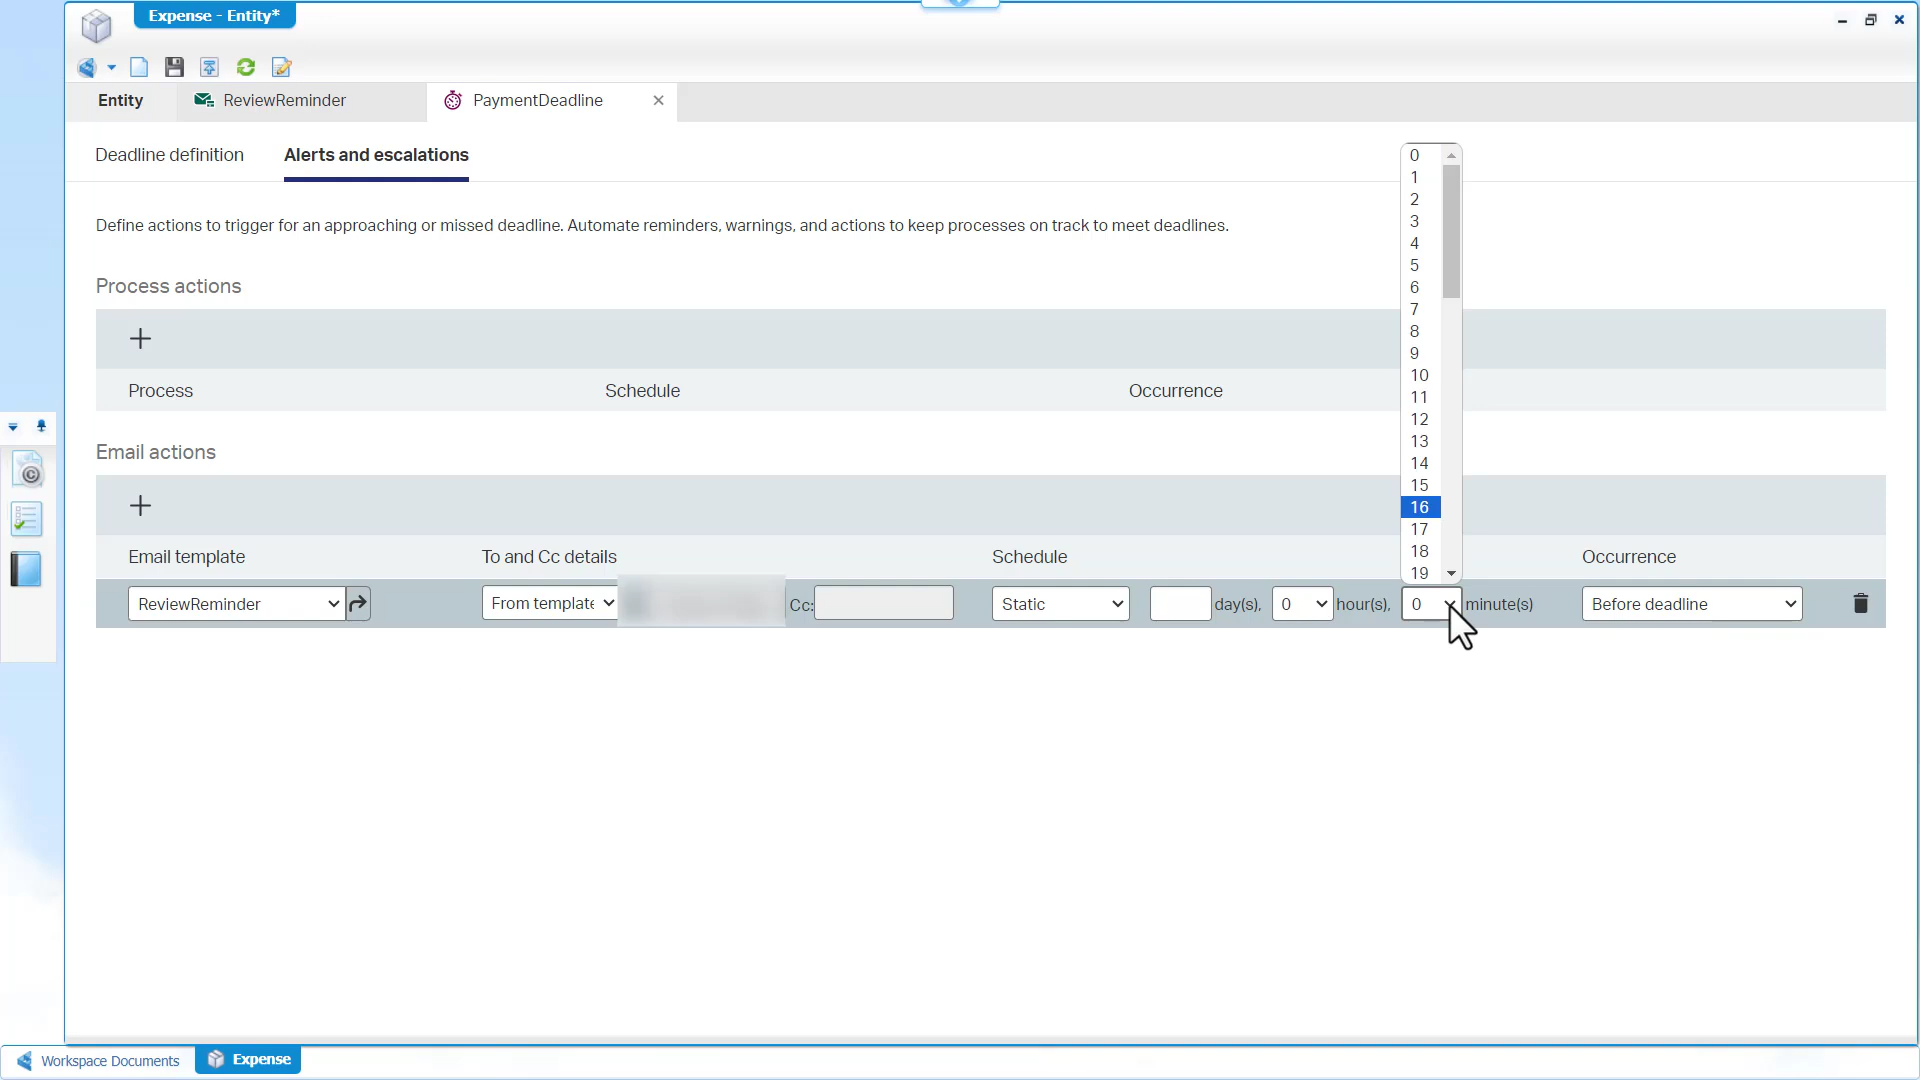 Expense - Entity*
Entity
ReviewReminder
PaymentDeadline
Deadline definition
Alerts and escalations
Define actions to trigger for an approaching or missed deadline. Automate reminders, warnings, and actions to keep processes on track to meet deadlines.
Process actions
Process
Schedule
Occurrence
Email actions
Email template
To and Cc details
Schedule
Occurrence
ReviewReminder
From template
Cc:
Static
day(s),
0
hour(s),
0
minute(s)
Before deadline
0
1
2
3
4
5
6
7
8
9
10
11
12
13
14
15
16
17
18
19
Workspace Documents
Expense